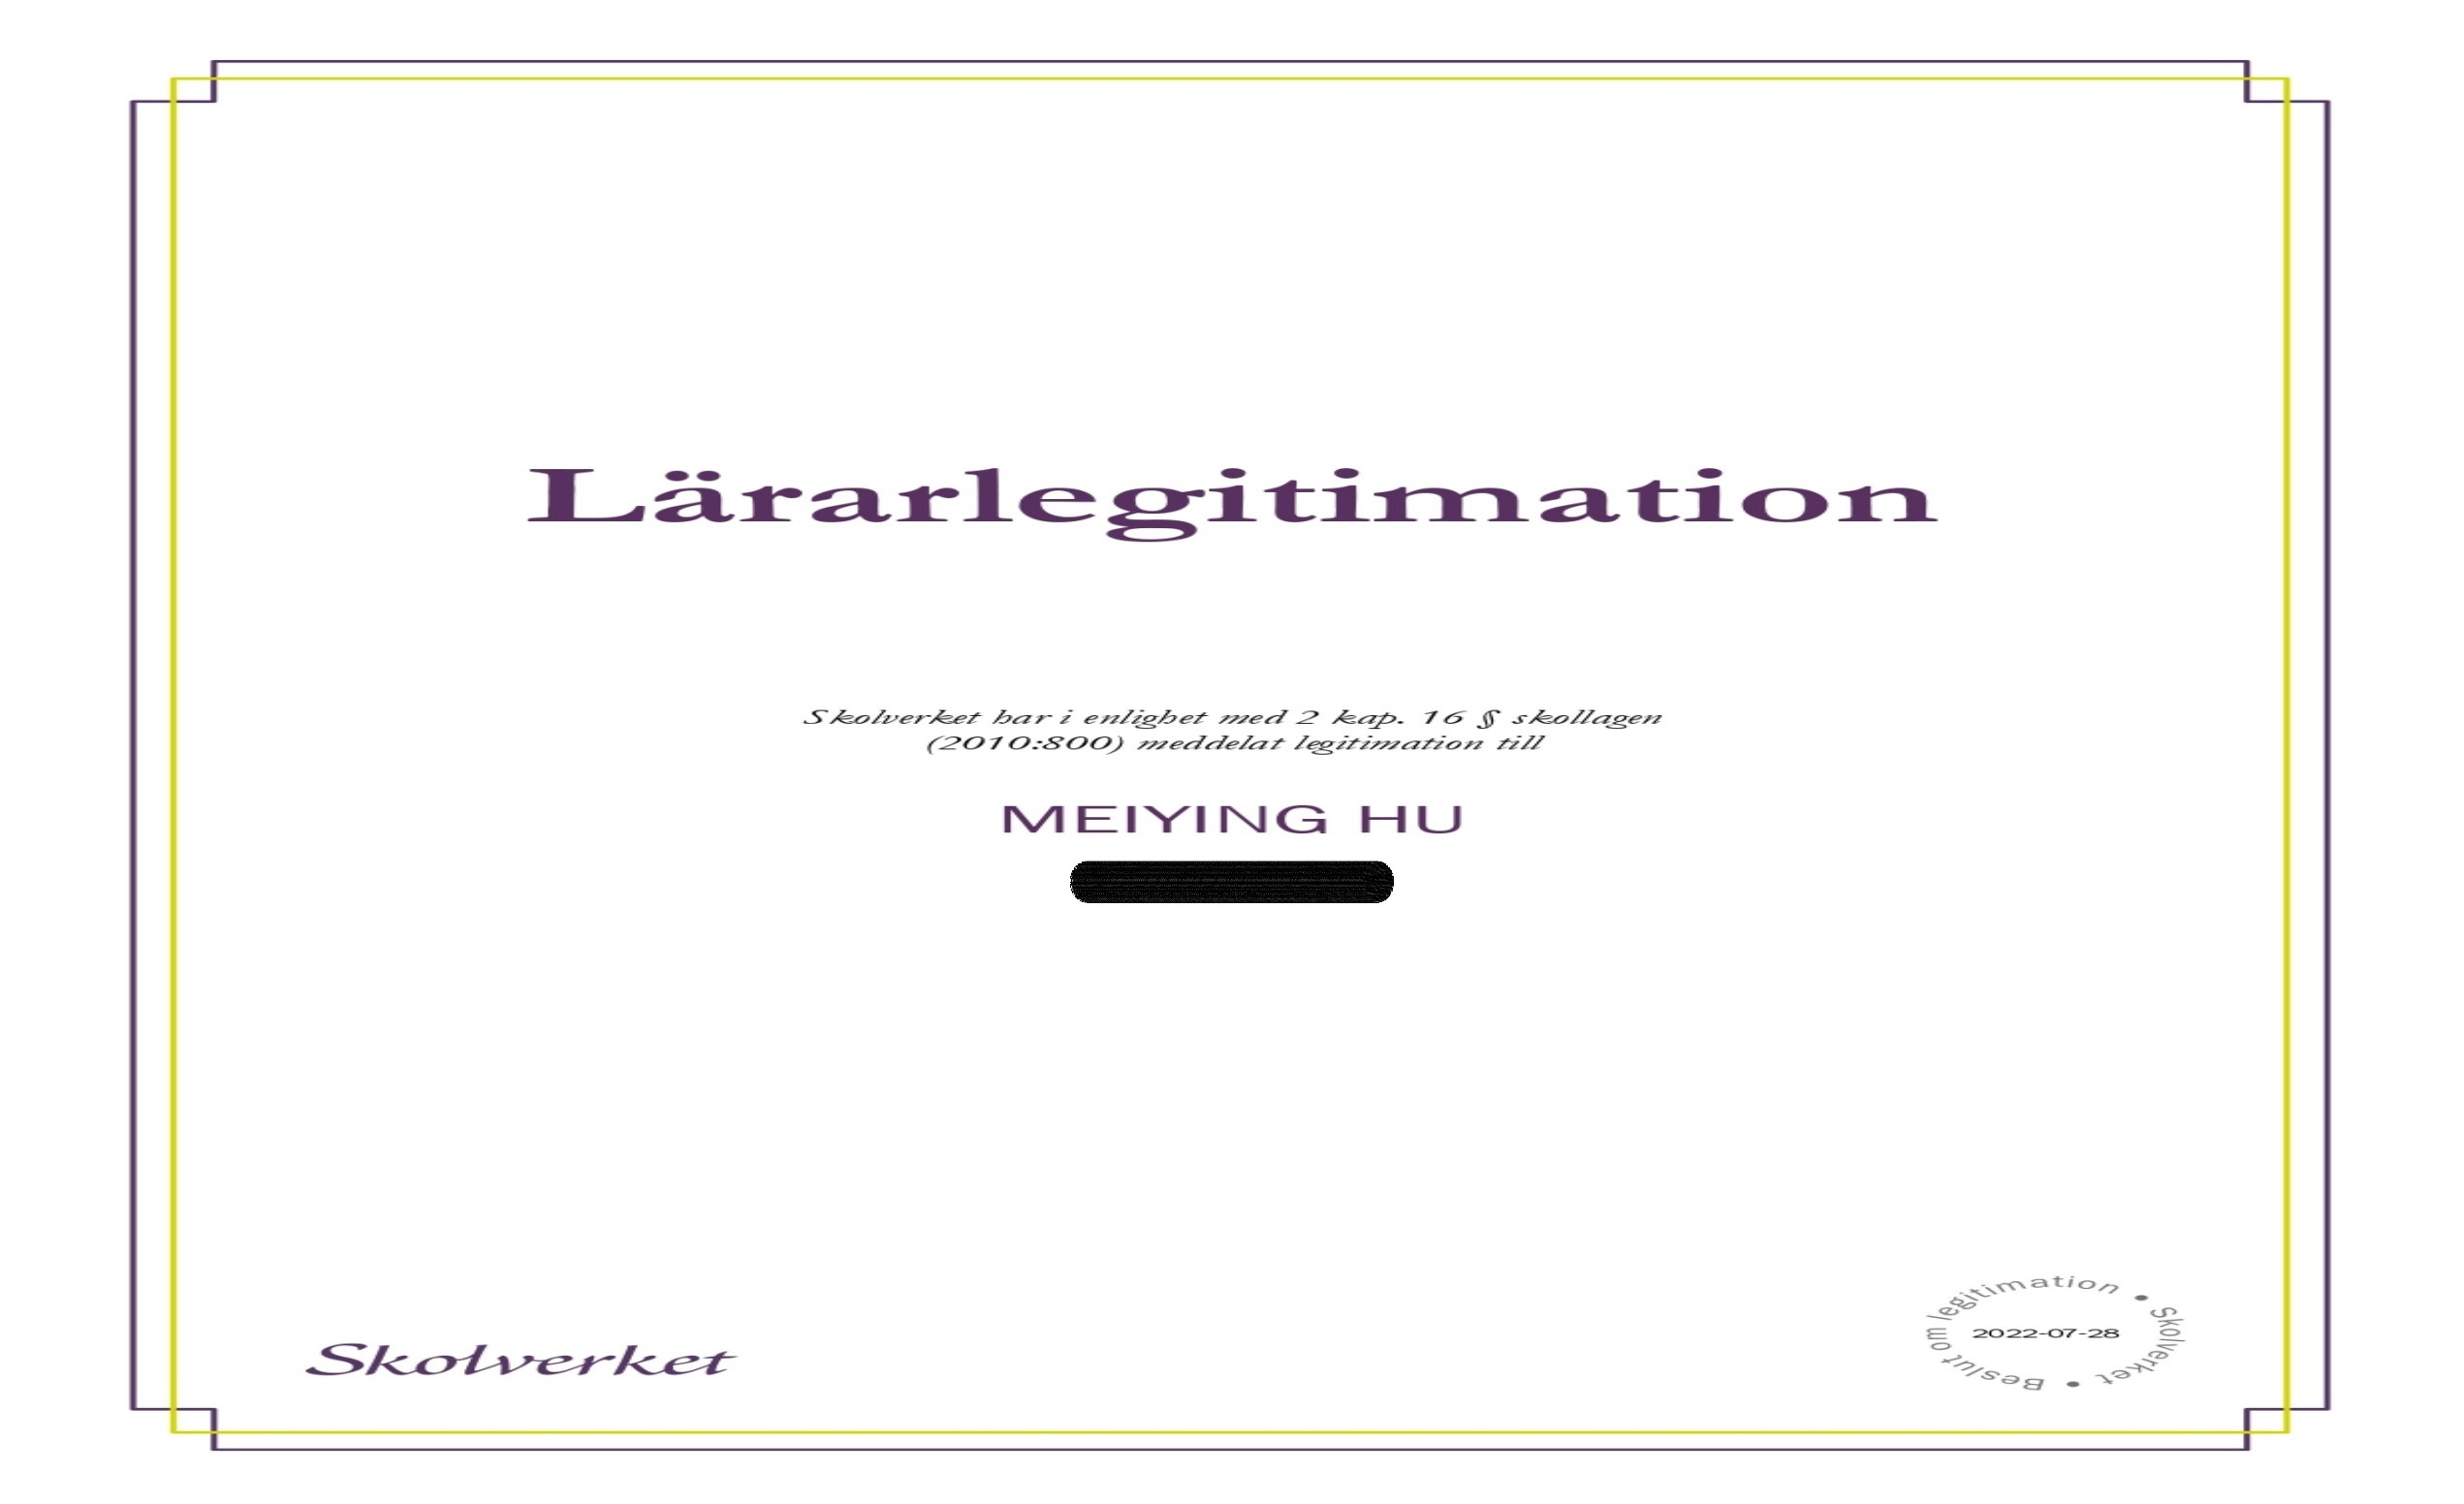 Lärarlegitimation
Skolverket har i enlighet med 2 kap. 16 § skollagen
(2010:800) meddelat legitimation till
MEIYING HU
Skolverket
Beslut om legitimation • Skolverket •
2022-07-28